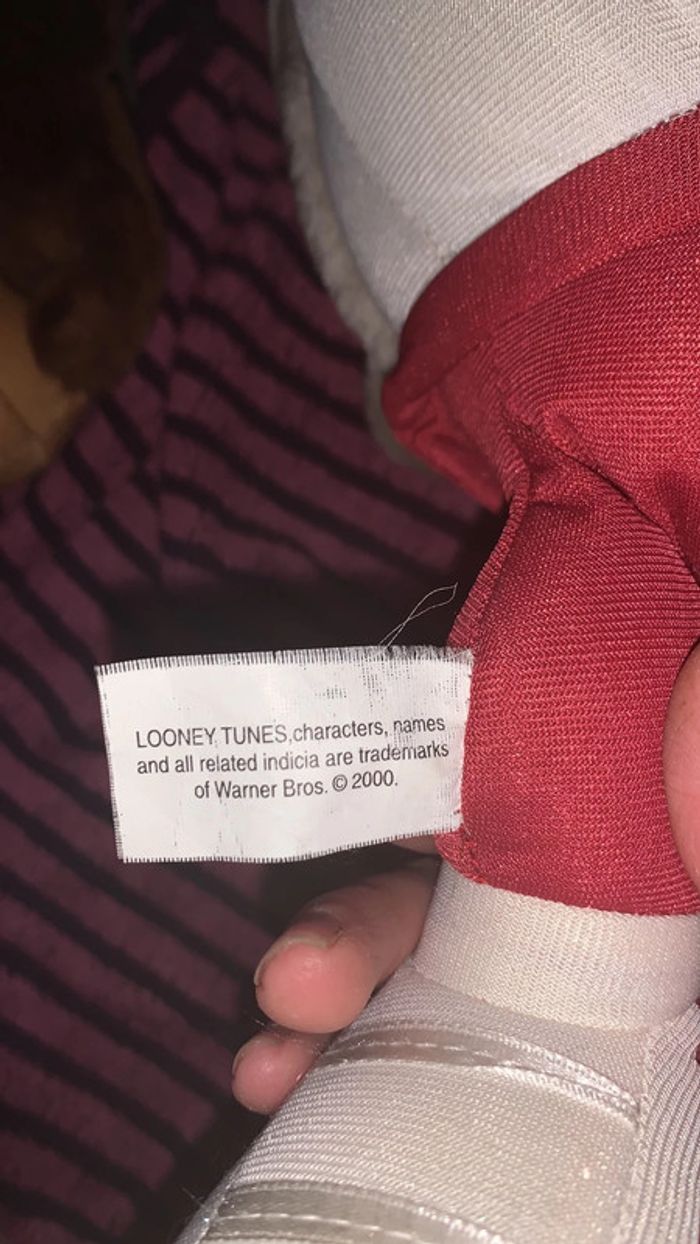 LOONEY TUNES,characters, names
and all related indicia are trademarks
of Warner Bros. © 2000.